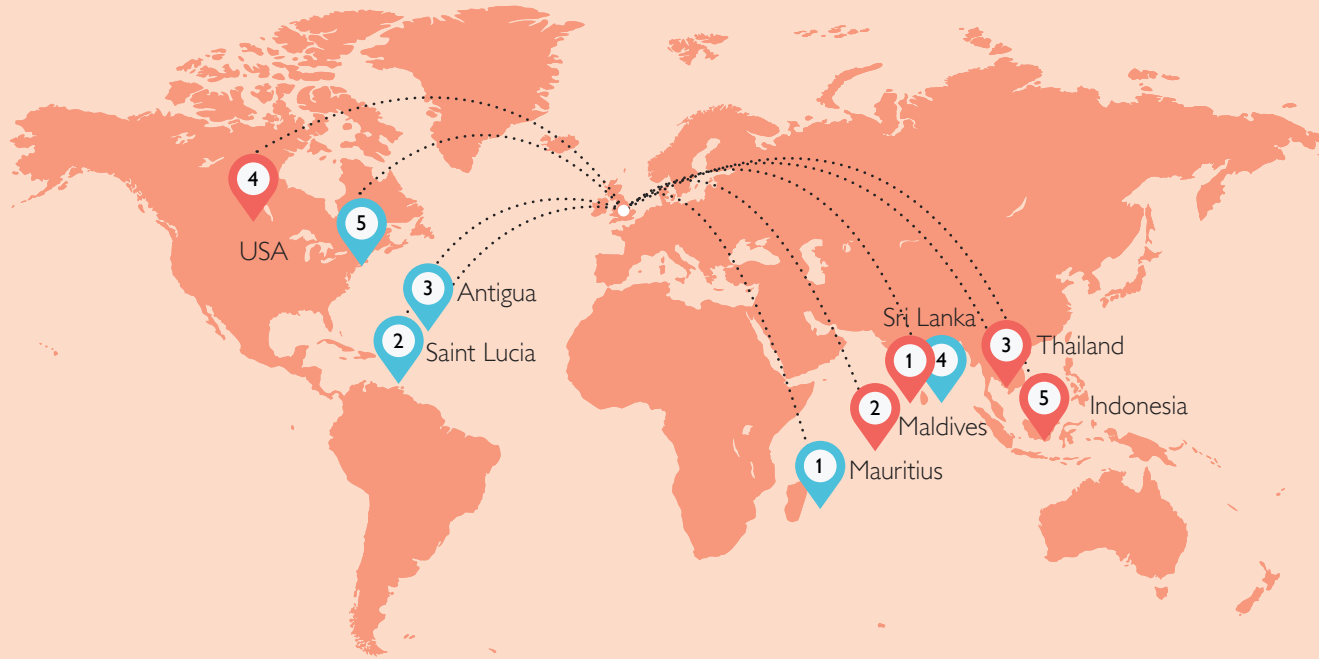 4
5
USA
3
Antigua
2
Saint Lucia
Sri Lanka
1
4
3
Thailand
2
Maldives
5
Indonesia
1
Mauritius